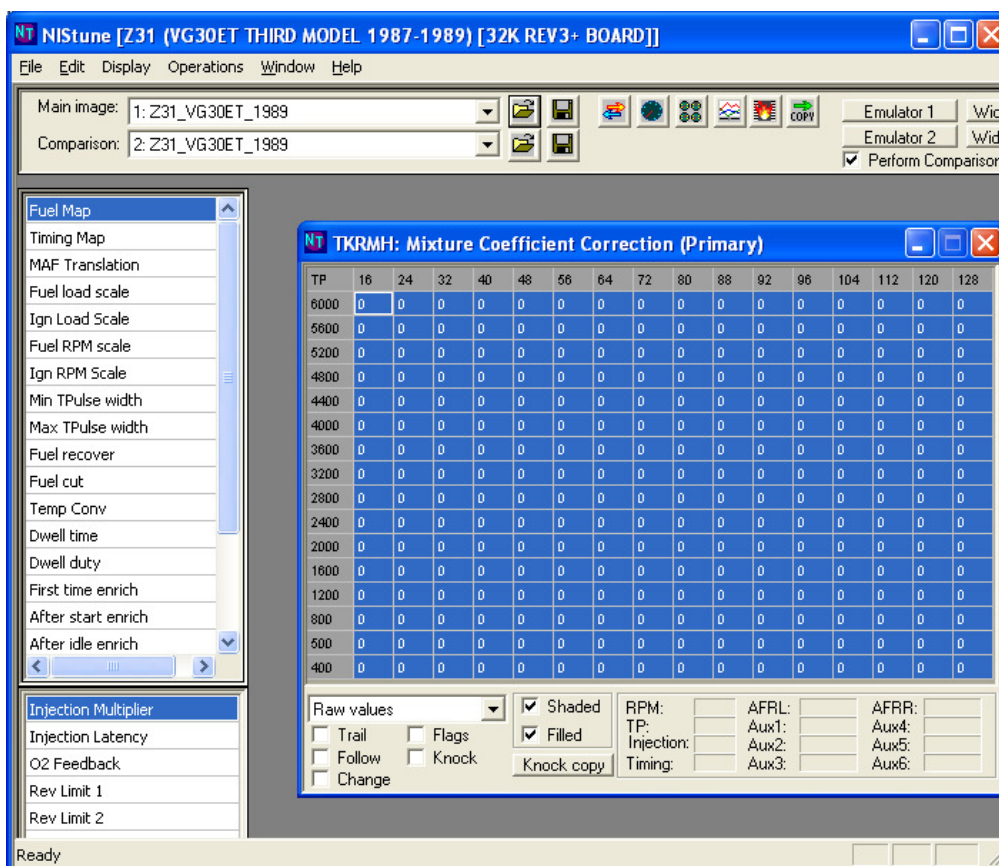 NIStune [Z31 (VG30ET THIRD MODEL 1987-1989) [32K REV3+ BOARD]]
File Edit Display Operations Window Help
Main image: 1: Z31_VG30ET_1989
COPY
Emulator 1 Wid
Comparison: 2: Z31_VG30ET_1989
Emulator 2 Wid
Perform Comparison
Fuel Map
Timing Map
MAF Translation
Fuel load scale
Ign Load Scale
Fuel RPM scale
Ign RPM Scale
Min TPulse width
Max TPulse width
Fuel recover
Fuel cut
Temp Conv
Dwell time
Dwell duty
First time enrich
After start enrich
After idle enrich
Injection Multiplier
Injection Latency
O2 Feedback
Rev Limit 1
Rev Limit 2
NT TKRMH: Mixture Coefficient Correction (Primary)
TP 16 24 32 40 48 56 64 72 80 88 92 96 104 112 120 128
6000 0 0 0 0 0 0 0 0 0 0 0 0 0 0 0 0
5600 0 0 0 0 0 0 0 0 0 0 0 0 0 0 0 0
5200 0 0 0 0 0 0 0 0 0 0 0 0 0 0 0 0
4800 0 0 0 0 0 0 0 0 0 0 0 0 0 0 0 0
4400 0 0 0 0 0 0 0 0 0 0 0 0 0 0 0 0
4000 0 0 0 0 0 0 0 0 0 0 0 0 0 0 0 0
3600 0 0 0 0 0 0 0 0 0 0 0 0 0 0 0 0
3200 0 0 0 0 0 0 0 0 0 0 0 0 0 0 0 0
2800 0 0 0 0 0 0 0 0 0 0 0 0 0 0 0 0
2400 0 0 0 0 0 0 0 0 0 0 0 0 0 0 0 0
2000 0 0 0 0 0 0 0 0 0 0 0 0 0 0 0 0
1600 0 0 0 0 0 0 0 0 0 0 0 0 0 0 0 0
1200 0 0 0 0 0 0 0 0 0 0 0 0 0 0 0 0
800 0 0 0 0 0 0 0 0 0 0 0 0 0 0 0 0
500 0 0 0 0 0 0 0 0 0 0 0 0 0 0 0 0
400 0 0 0 0 0 0 0 0 0 0 0 0 0 0 0 0
Raw values
Trail Flags
Follow Knock
Change
Shaded
Filled
Knock copy
RPM: AFRL: AFRR:
TP: Aux1: Aux4:
Injection: Aux2: Aux5:
Timing: Aux3: Aux6:
Ready